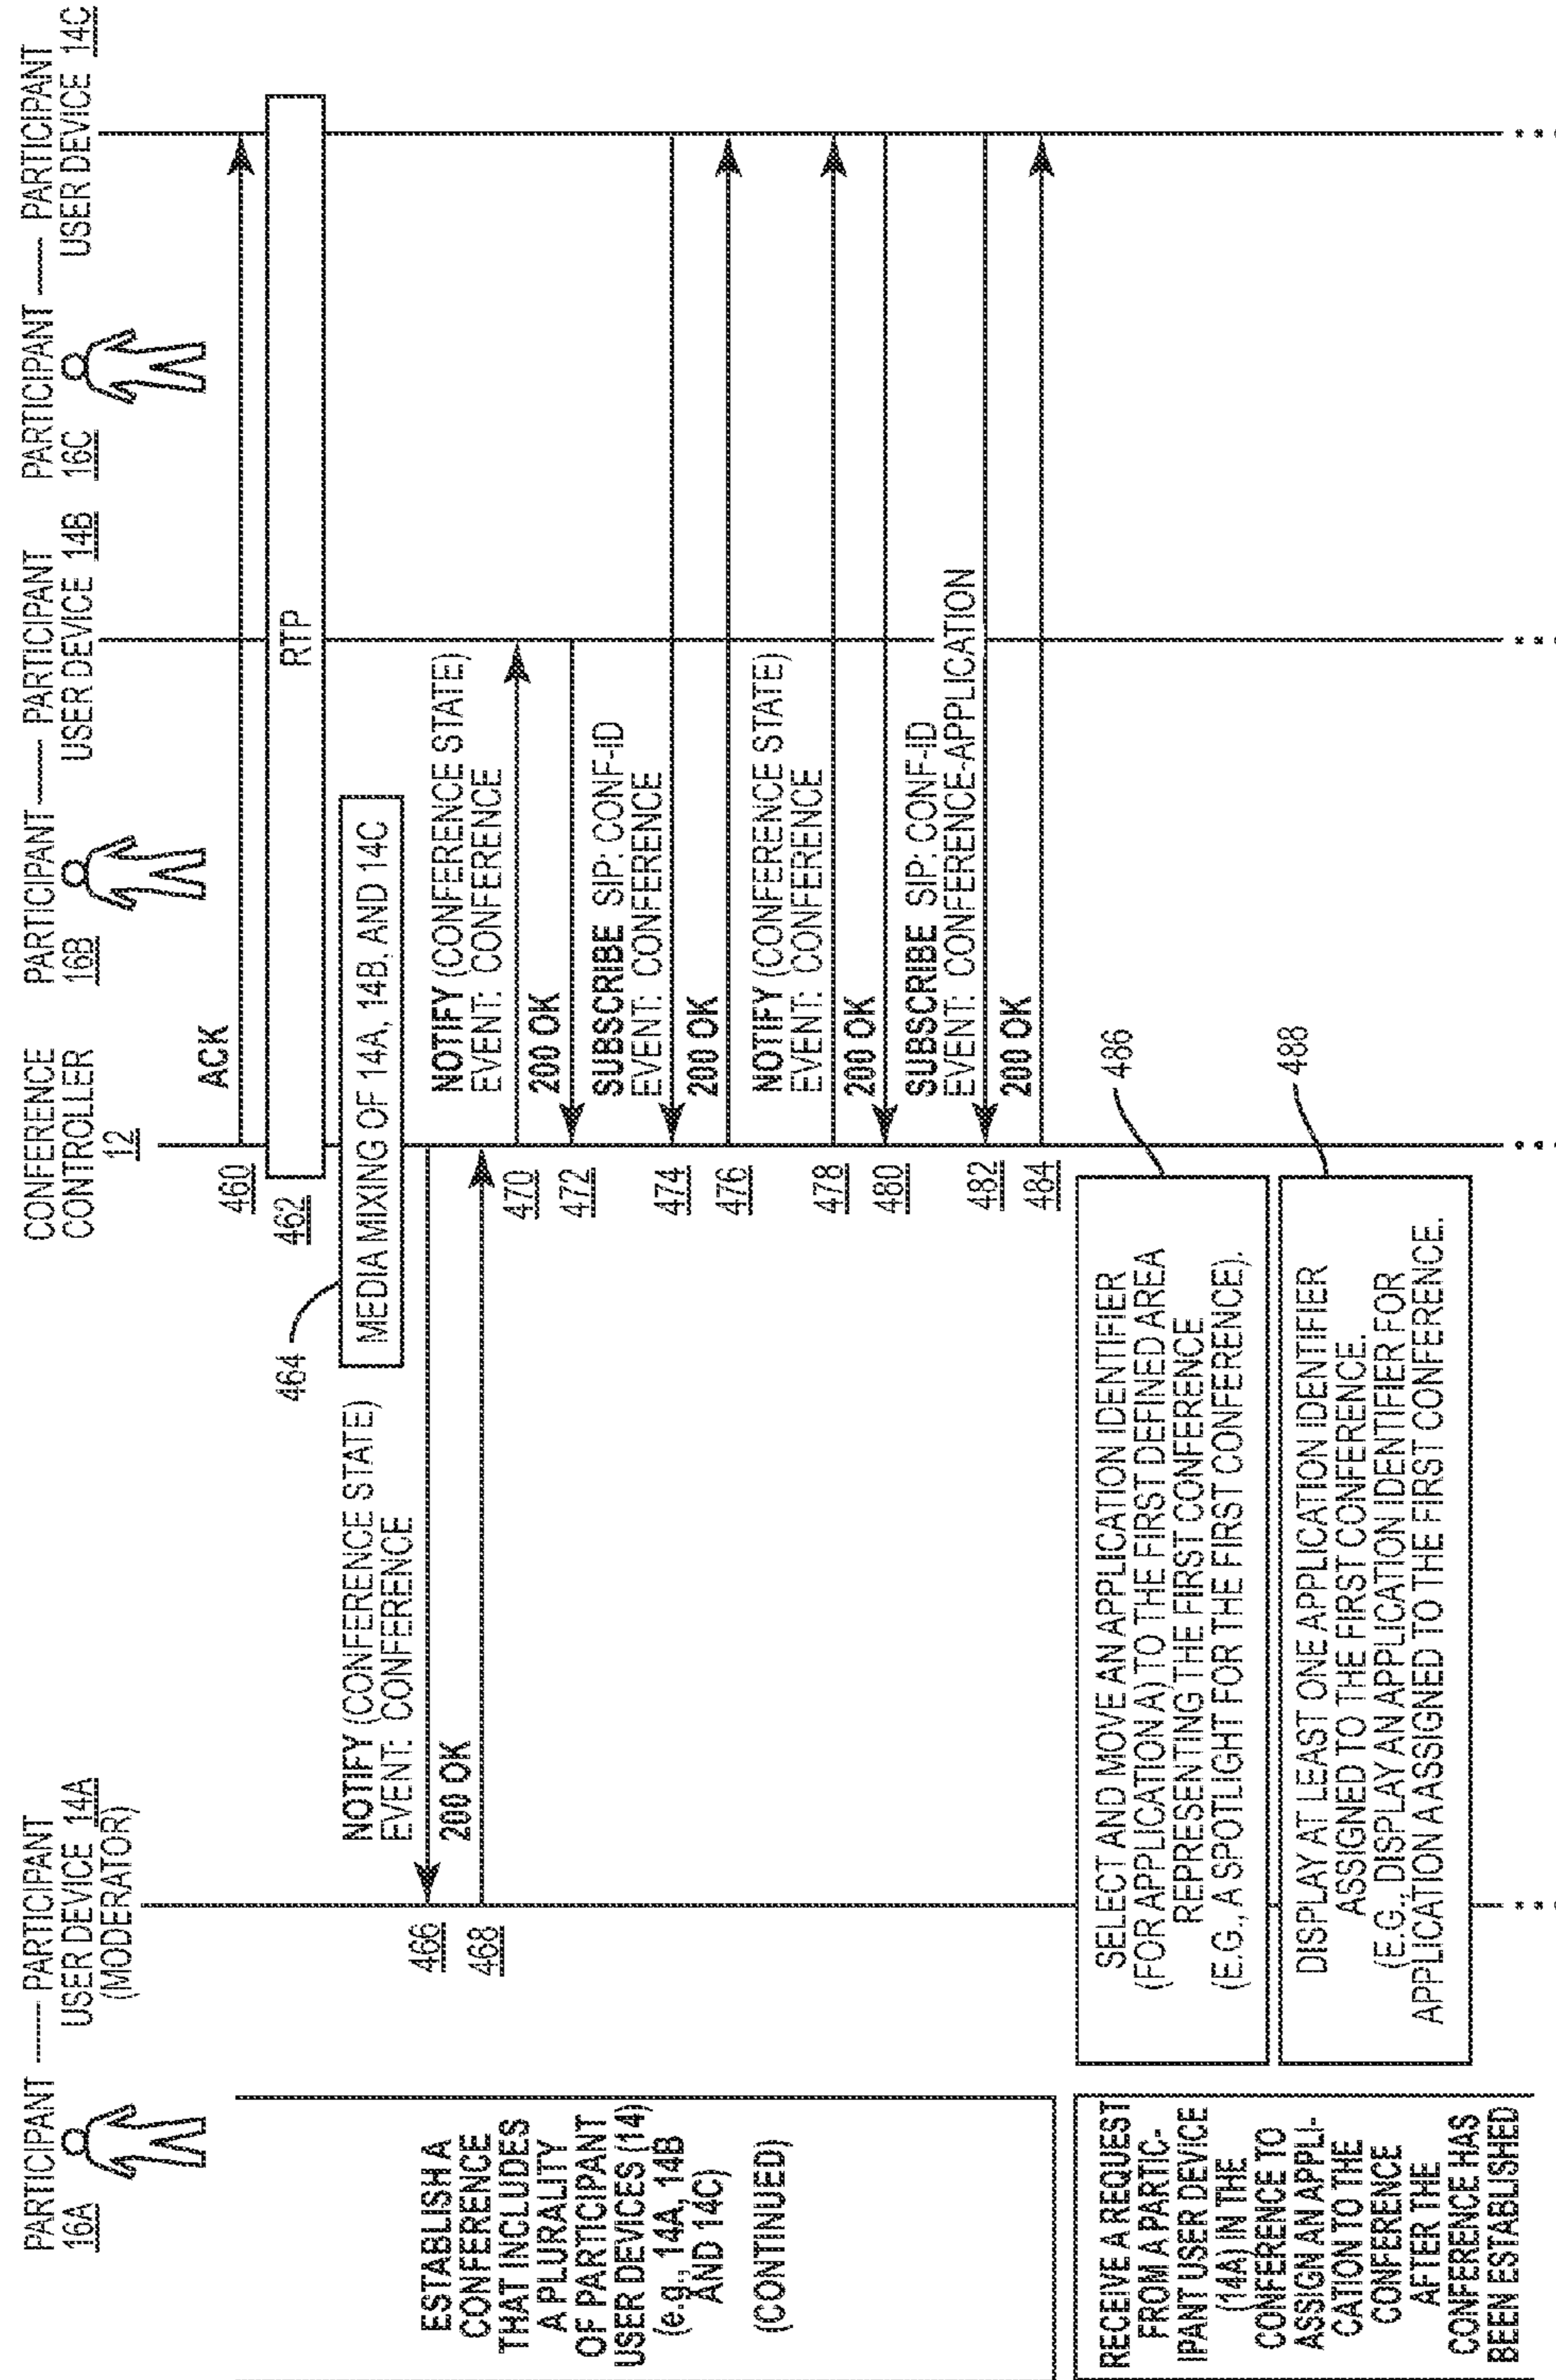 PARTICIPANT ------- PARTICIPANT
16A
USER DEVICE 14A
(MODERATOR)
CONFERENCE
CONTROLLER
12
PARTICIPANT ------ PARTICIPANT
16B
USER DEVICE 14B
PARTICIPANT ------ PARTICIPANT
16C
USER DEVICE 14C
ESTABLISH A
CONFERENCE
THAT INCLUDES
A PLURALITY
OF PARTICIPANT
USER DEVICES (14)
(e.g., 14A, 14B
AND 14C)
(CONTINUED)
ACK
460
RTP
462
464
MEDIA MIXING OF 14A, 14B, AND 14C
NOTIFY (CONFERENCE STATE)
EVENT: CONFERENCE
466
200 OK
468
NOTIFY (CONFERENCE STATE)
EVENT: CONFERENCE
470
200 OK
472
SUBSCRIBE SIP: CONF-ID
EVENT: CONFERENCE
474
200 OK
476
NOTIFY (CONFERENCE STATE)
EVENT: CONFERENCE
478
200 OK
480
SUBSCRIBE SIP: CONF-ID
EVENT: CONFERENCE-APPLICATION
482
200 OK
484
RECEIVE A REQUEST
FROM A PARTIC-
IPANT USER DEVICE
(14A) IN THE
CONFERENCE TO
ASSIGN AN APPLI-
CATION TO THE
CONFERENCE
AFTER THE
CONFERENCE HAS
BEEN ESTABLISHED
SELECT AND MOVE AN APPLICATION IDENTIFIER
(FOR APPLICATION A) TO THE FIRST DEFINED AREA
REPRESENTING THE FIRST CONFERENCE
(E.G., A SPOTLIGHT FOR THE FIRST CONFERENCE).
486
DISPLAY AT LEAST ONE APPLICATION IDENTIFIER
ASSIGNED TO THE FIRST CONFERENCE.
(E.G., DISPLAY AN APPLICATION IDENTIFIER FOR
APPLICATION A ASSIGNED TO THE FIRST CONFERENCE.
488